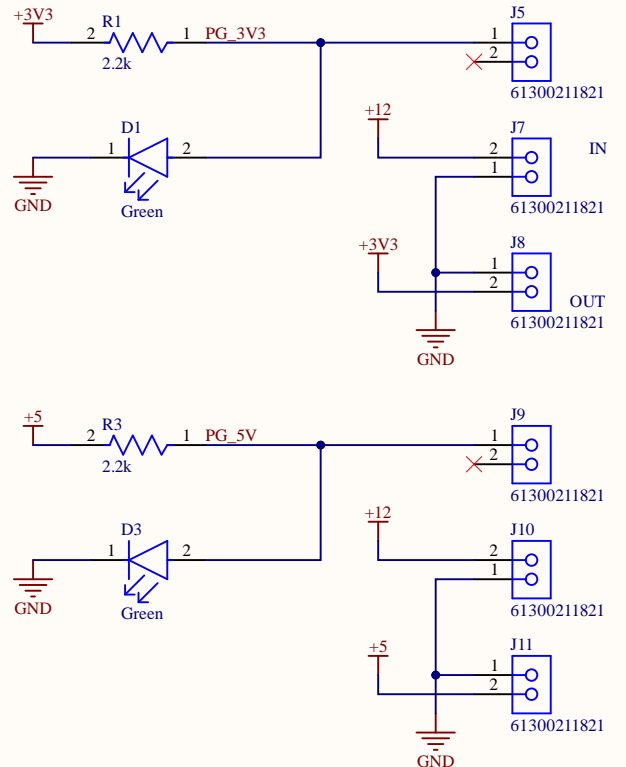 +3V3
R1
2 1 PG_3V3
2.2k
J5
1
2
61300211821
D1
1 2
Green
GND
+12
J7
IN
2
1
61300211821
+3V3
J8
1
2
OUT
61300211821
GND
+5
R3
2 1 PG_5V
2.2k
J9
1
2
61300211821
D3
1 2
Green
GND
+12
J10
2
1
61300211821
+5
J11
1
2
61300211821
GND